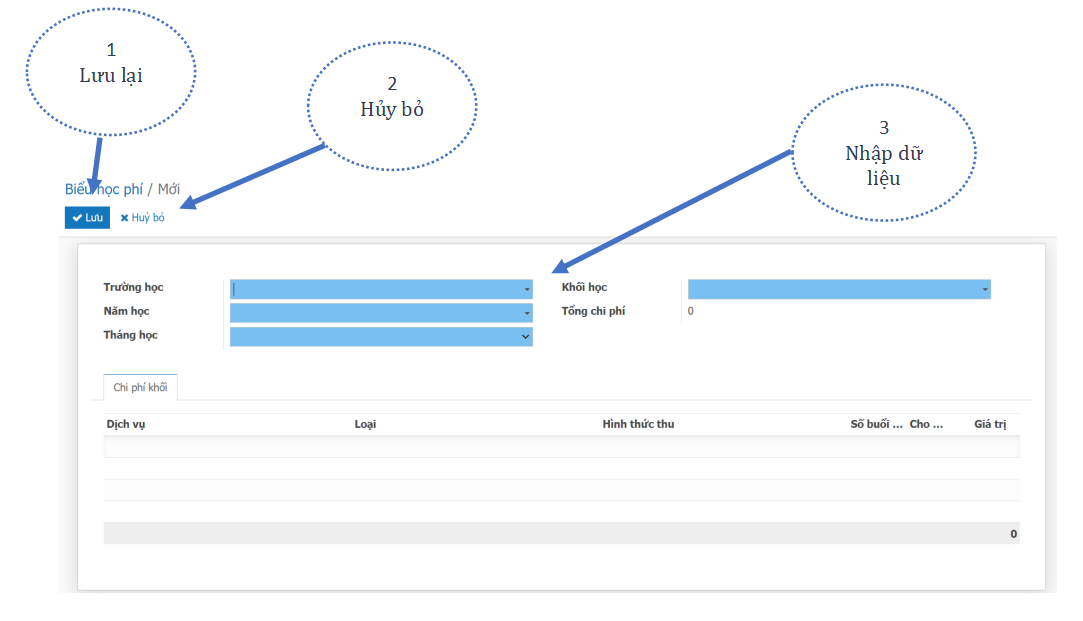 1
Lưu lại
2
Hủy bỏ
3
Nhập dữ
liệu
Biểu học phí / Mới
Lưu
Huỷ bỏ
Trường học
Khối học
Năm học
Tổng chi phí
0
Tháng học
Chi phí khối
Dịch vụ Loại Hình thức thu Số buổi ... Cho ... Giá trị
0